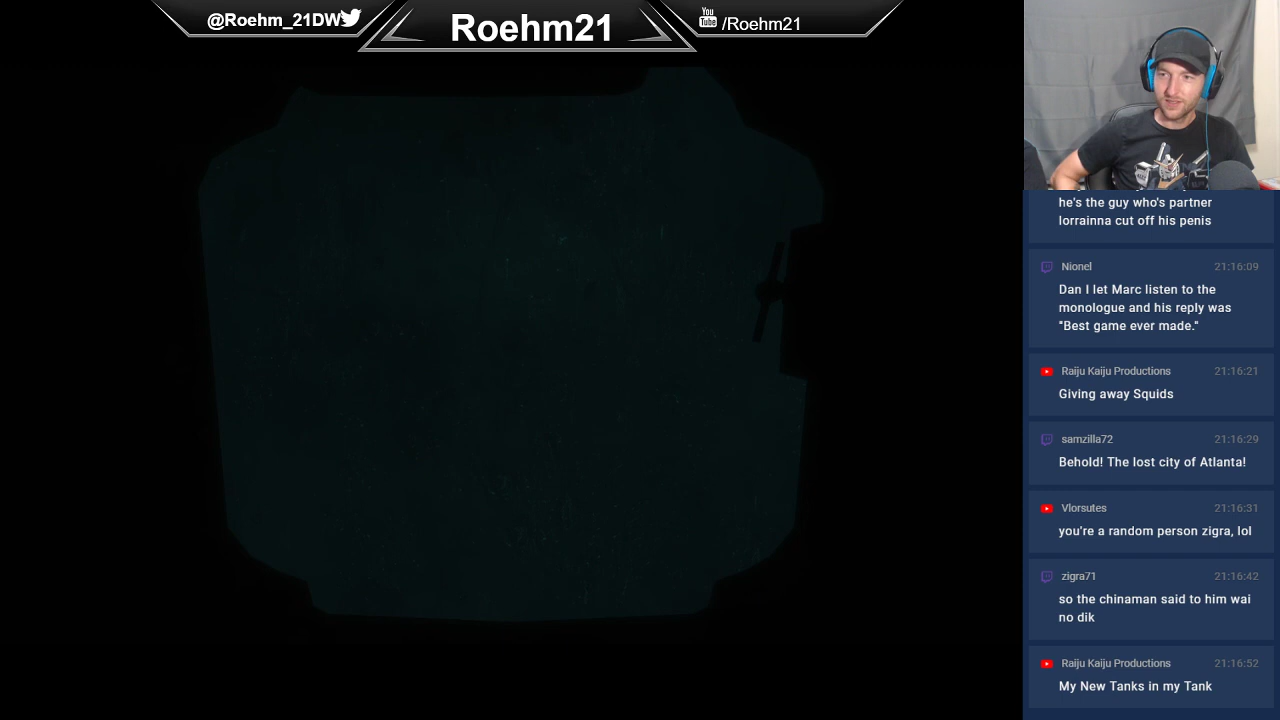 @Roehm_21DW
Roehm21
You
Tube
/Roehm21
he's the guy who's partner
lorrainna cut off his penis
Nionel 21:16:09
Dan I let Marc listen to the
monologue and his reply was
"Best game ever made."
Raiju Kaiju Productions 21:16:21
Giving away Squids
samzilla72 21:16:29
Behold! The lost city of Atlanta!
Vlorsutes 21:16:31
you're a random person zigra, lol
zigra71 21:16:42
so the chinaman said to him wai
no dik
Raiju Kaiju Productions 21:16:52
My New Tanks in my Tank